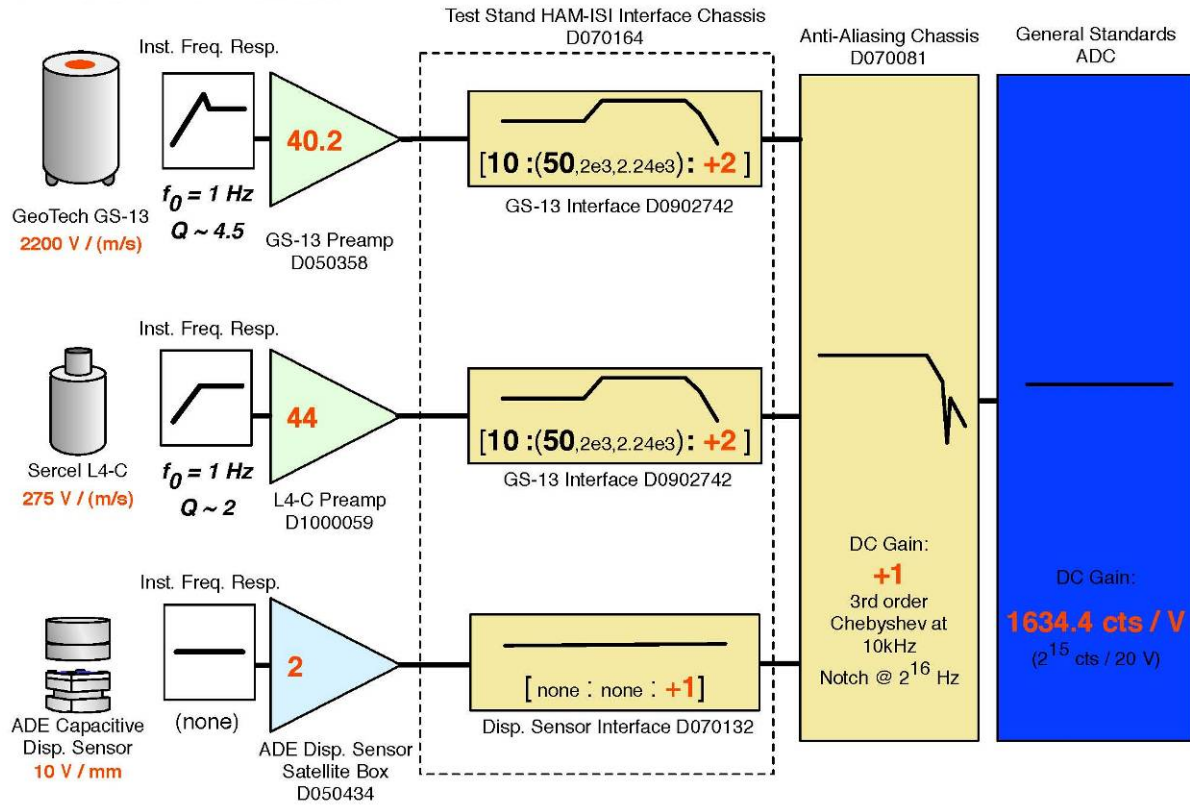 Test Stand HAM-ISI Interface Chassis
D070164
Anti-Aliasing Chassis
D070081
General Standards
ADC
Inst. Freq. Resp.
40.2
[10 :(50,2e3,2.24e3): +2 ]
f0 = 1 Hz
Q ~ 4.5
GeoTech GS-13
2200 V / (m/s)
GS-13 Preamp
D050358
GS-13 Interface D0902742
Inst. Freq. Resp.
44
[10 :(50,2e3,2.24e3): +2 ]
f0 = 1 Hz
Q ~ 2
Sercel L4-C
275 V / (m/s)
L4-C Preamp
D1000059
GS-13 Interface D0902742
Inst. Freq. Resp.
2
[ none : none : +1]
(none)
ADE Capacitive
Disp. Sensor
10 V / mm
ADE Disp. Sensor
Satellite Box
D050434
Disp. Sensor Interface D070132
DC Gain:
+1
3rd order
Chebyshev at
10kHz
Notch @ 2^16 Hz
DC Gain:
1634.4 cts / V
(2^15 cts / 20 V)